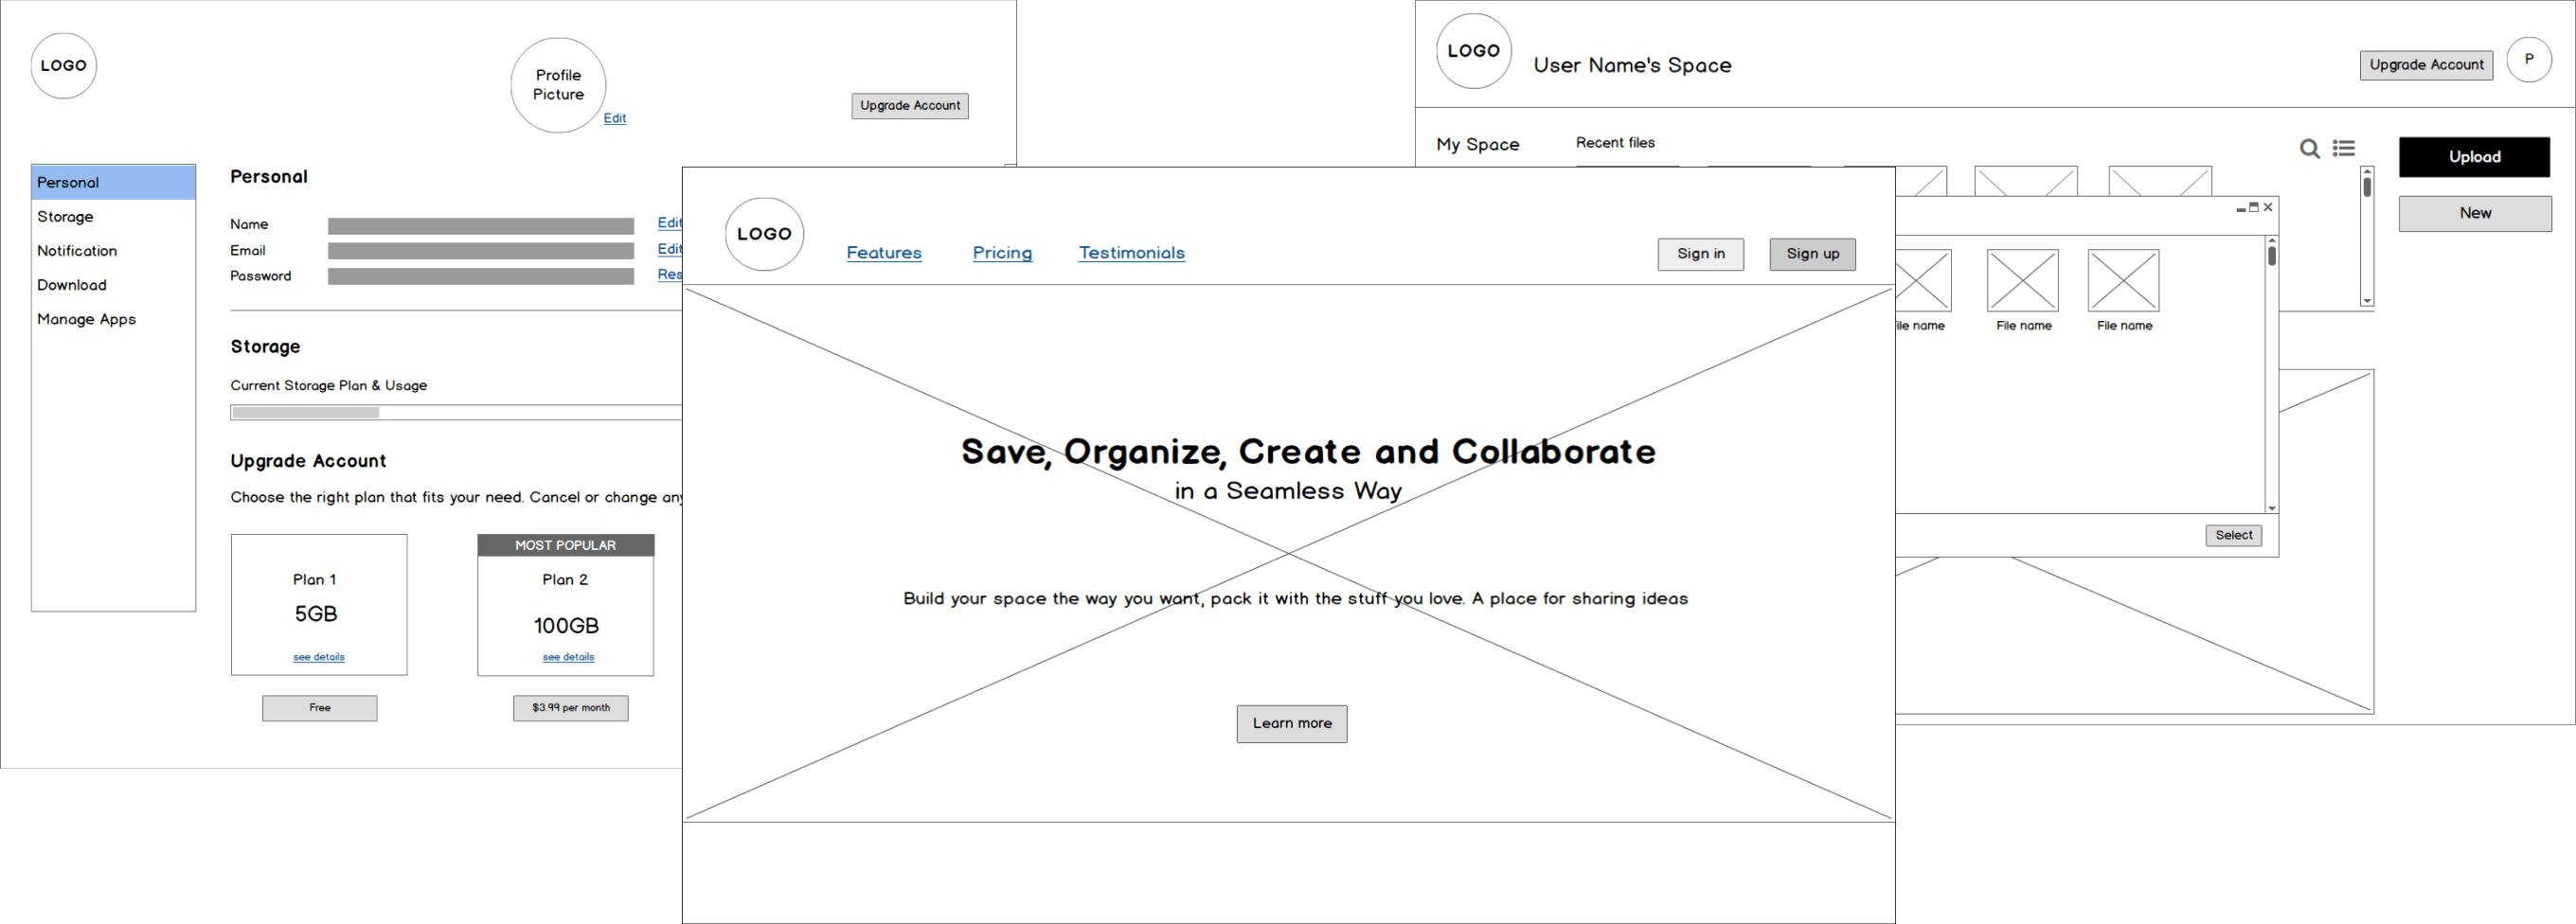 LOGO
Profile
Picture
Edit
Upgrade Account
Personal
Storage
Notification
Download
Manage Apps
Personal
Name
Edit
Email
Edit
Password
Storage
Current Storage Plan & Usage
Upgrade Account
Choose the right plan that fits your need. Cancel or change any
Plan 1
5GB
see details
Free
MOST POPULAR
Plan 2
100GB
see details
$3.99 per month
LOGO
Features
Pricing
Testimonials
Sign in
Sign up
Save, Organize, Create and Collaborate
in a Seamless Way
Build your space the way you want, pack it with the stuff you love. A place for sharing ideas
Learn more
LOGO
User Name's Space
Upgrade Account
P
My Space
Recent files
Upload
New
File name
File name
File name
Select